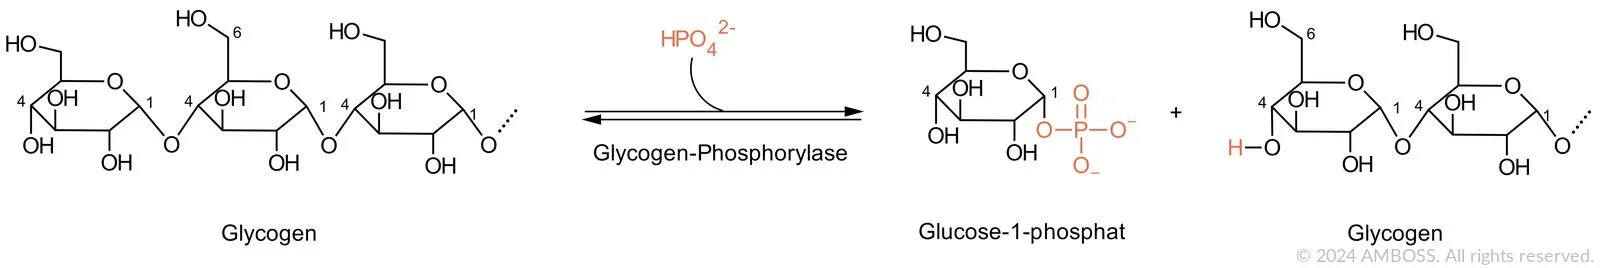 HO 6 HO HO
4 O OH 1 4 O OH 1 4 O OH 1
OH OH O OH O OH O
Glycogen
HPO4 2-
Glycogen-Phosphorylase
HO
4 O OH 1
OH OH O P O O− O−
Glucose-1-phosphat
+
HO 6 HO
4 O OH 1 4 O OH 1
H O OH O OH O
Glycogen
© 2024 AMBOSS. All rights reserved.